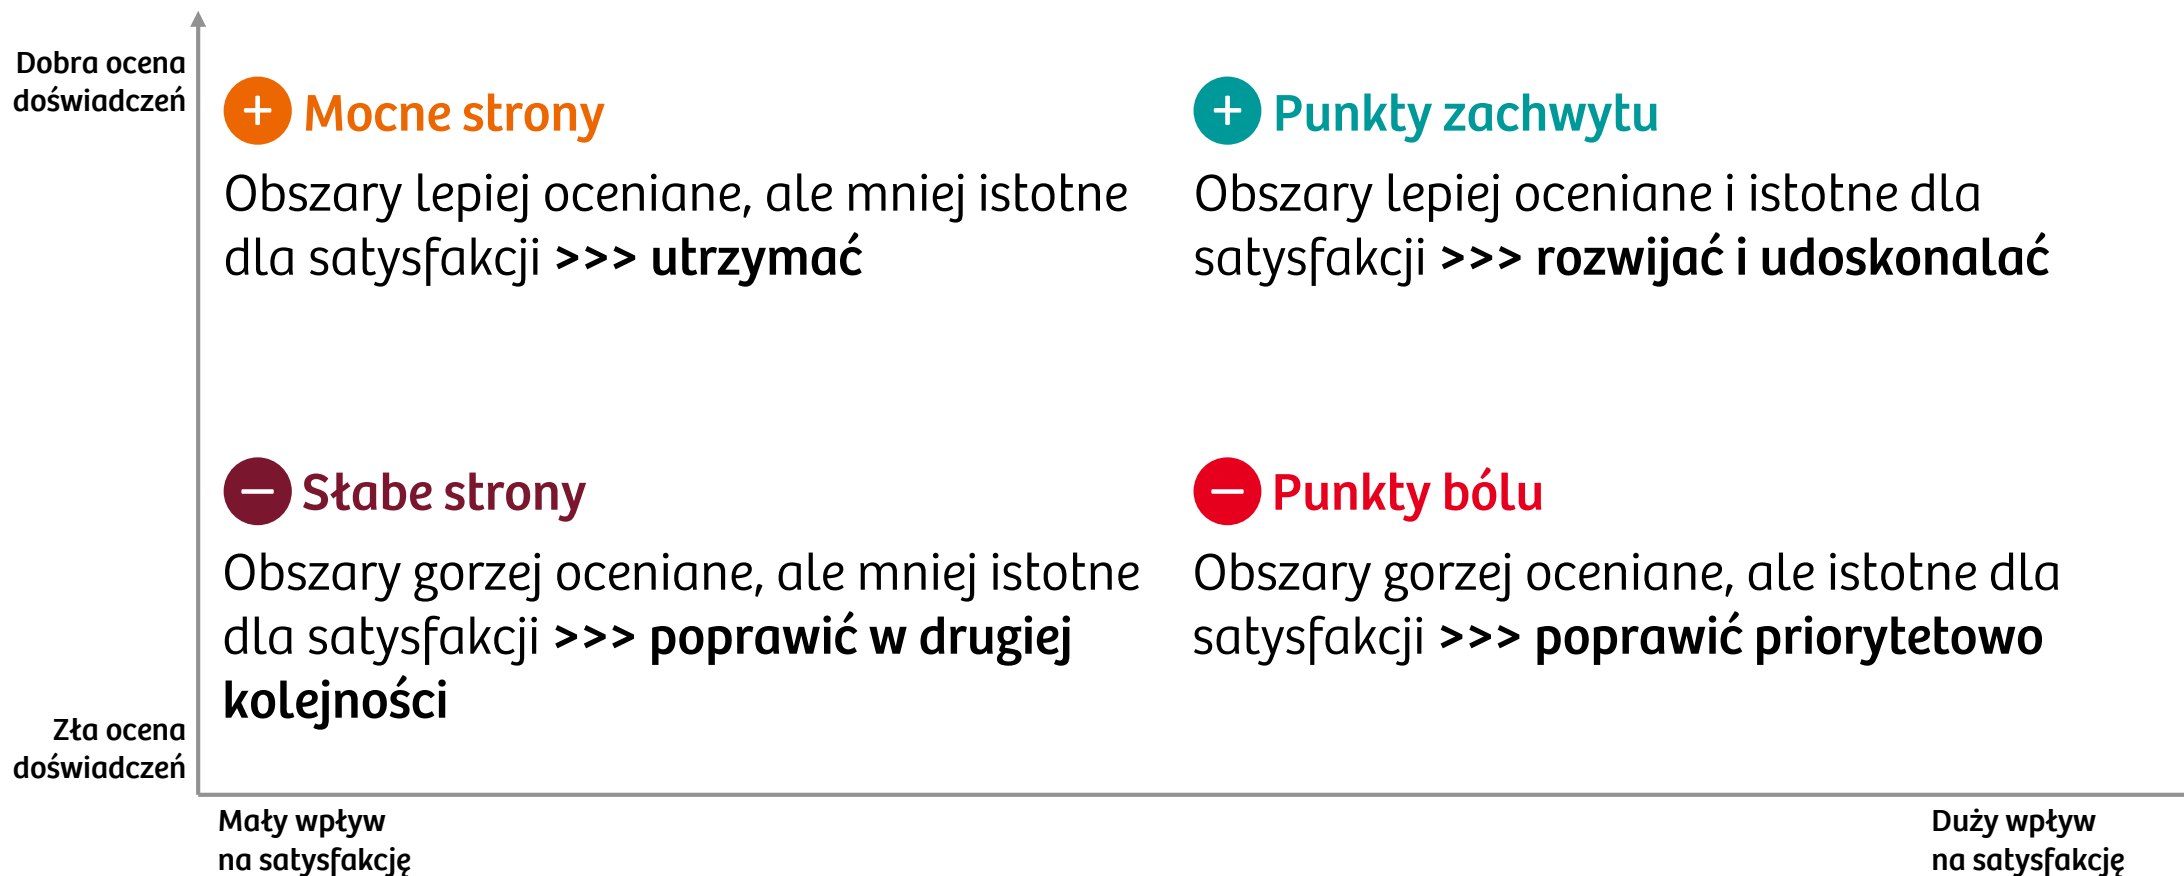 Dobra ocena
doświadczeń
+ Mocne strony
Obszary lepiej oceniane, ale mniej istotne
dla satysfakcji >>> utrzymać
+ Punkty zachwytu
Obszary lepiej oceniane i istotne dla
satysfakcji >>> rozwijać i udoskonalać
– Słabe strony
Obszary gorzej oceniane, ale mniej istotne
dla satysfakcji >>> poprawić w drugiej
kolejności
– Punkty bólu
Obszary gorzej oceniane, ale istotne dla
satysfakcji >>> poprawić priorytetowo
Zła ocena
doświadczeń
Mały wpływ
na satysfakcję
Duży wpływ
na satysfakcję